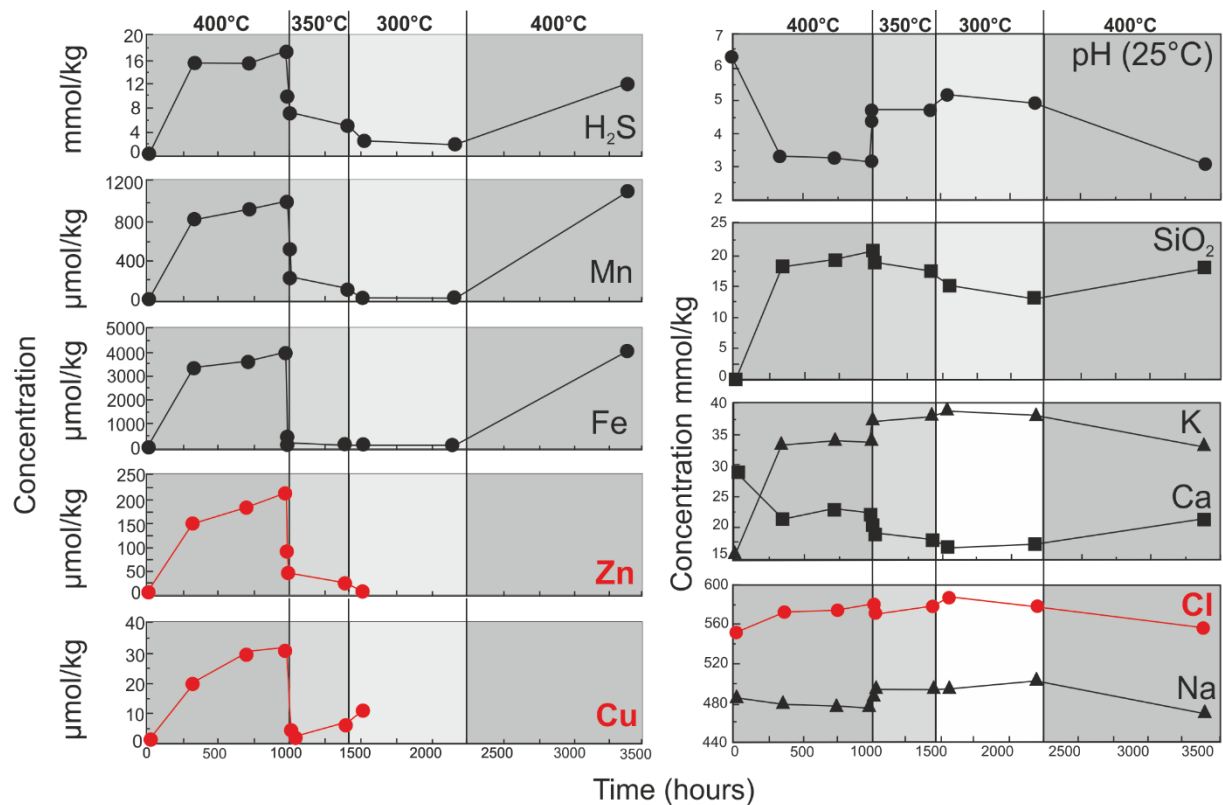 400°C 350°C 300°C 400°C
mmol/kg
20
16
12
8
4
0
H₂S
µmol/kg
1200
800
400
0
Mn
Concentration
µmol/kg
5000
4000
3000
2000
1000
0
Fe
µmol/kg
250
200
150
100
50
0
Zn
µmol/kg
40
30
20
10
0
Cu
0 500 1000 1500 2000 2500 3000 3500
400°C 350°C 300°C 400°C
7
6
5
4
3
2
pH (25°C)
Concentration mmol/kg
25
20
15
10
5
0
SiO₂
40
35
30
25
20
15
K
Ca
600
560
520
480
440
Cl
Na
0 500 1000 1500 2000 2500 3000 3500
Time (hours)